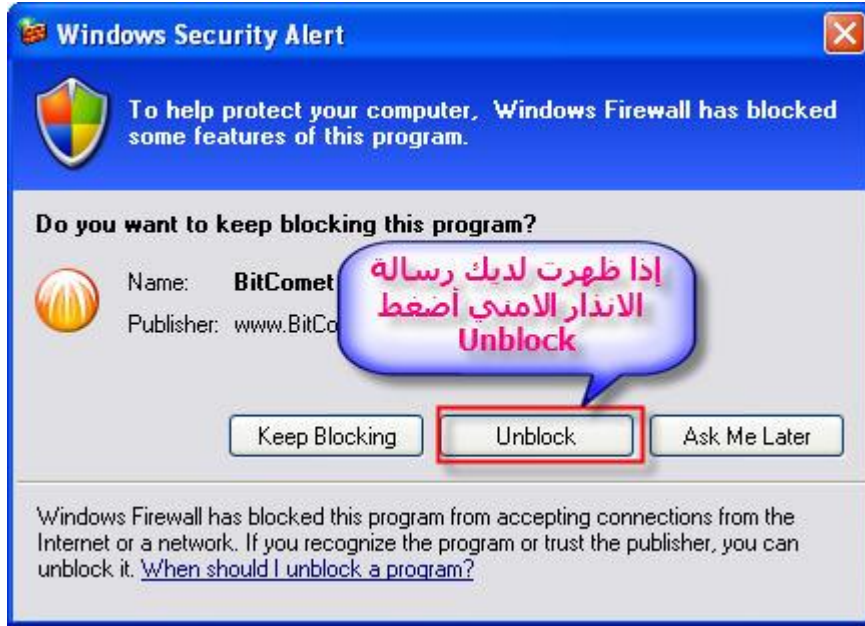 Windows Security Alert
To help protect your computer, Windows Firewall has blocked
some features of this program.
Do you want to keep blocking this program?
Name: BitComet
Publisher: www.BitCo
إذا ظهرت لديك رسالة
الانذار الامني أضغط
Unblock
Keep Blocking Unblock Ask Me Later
Windows Firewall has blocked this program from accepting connections from the
Internet or a network. If you recognize the program or trust the publisher, you can
unblock it. When should I unblock a program?